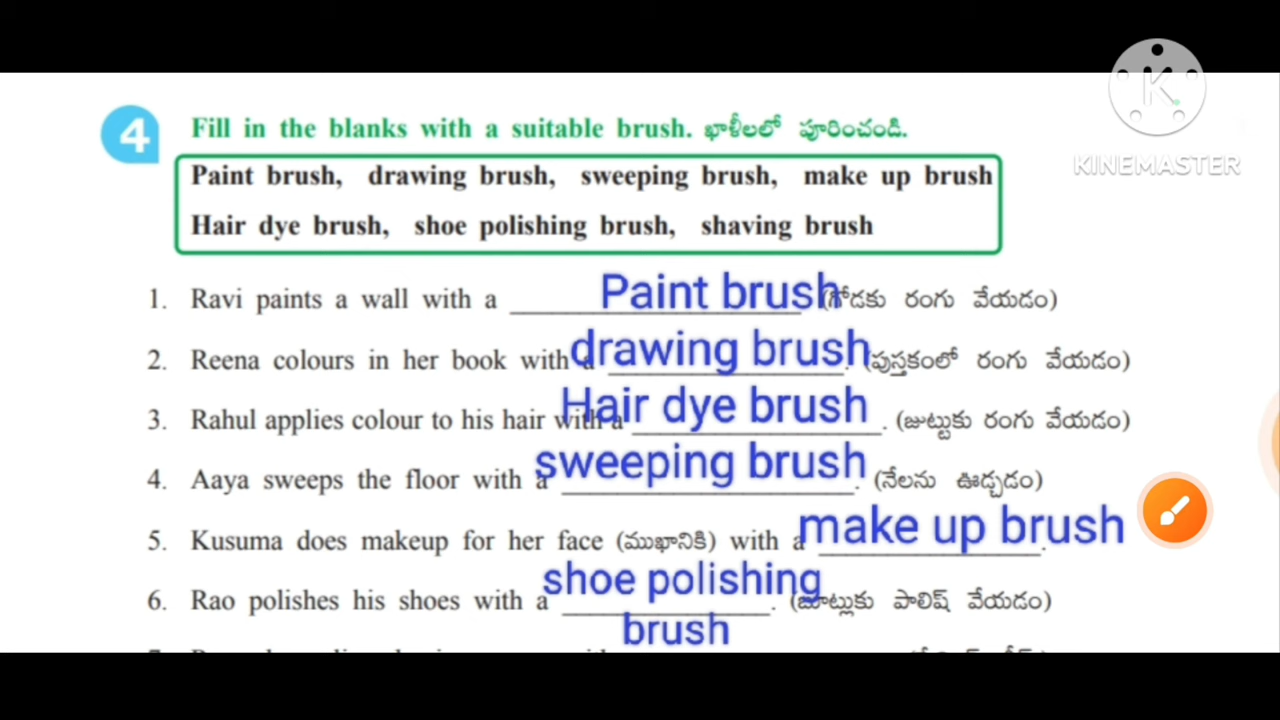 4 Fill in the blanks with a suitable brush. ఖాళీలలో పూరించండి.
Paint brush, drawing brush, sweeping brush, make up brush
Hair dye brush, shoe polishing brush, shaving brush
K
KINEMASTER
1. Ravi paints a wall with a Paint brush (గోడకు రంగు వేయడం)
2. Reena colours in her book with a drawing brush. (పుస్తకంలో రంగు వేయడం)
3. Rahul applies colour to his hair with a Hair dye brush. (జుట్టుకు రంగు వేయడం)
4. Aaya sweeps the floor with a sweeping brush. (నేలను ఊడ్చడం)
5. Kusuma does makeup for her face (ముఖానికి) with a make up brush.
6. Rao polishes his shoes with a shoe polishing brush. (బూట్లుకు పాలిష్ వేయడం)